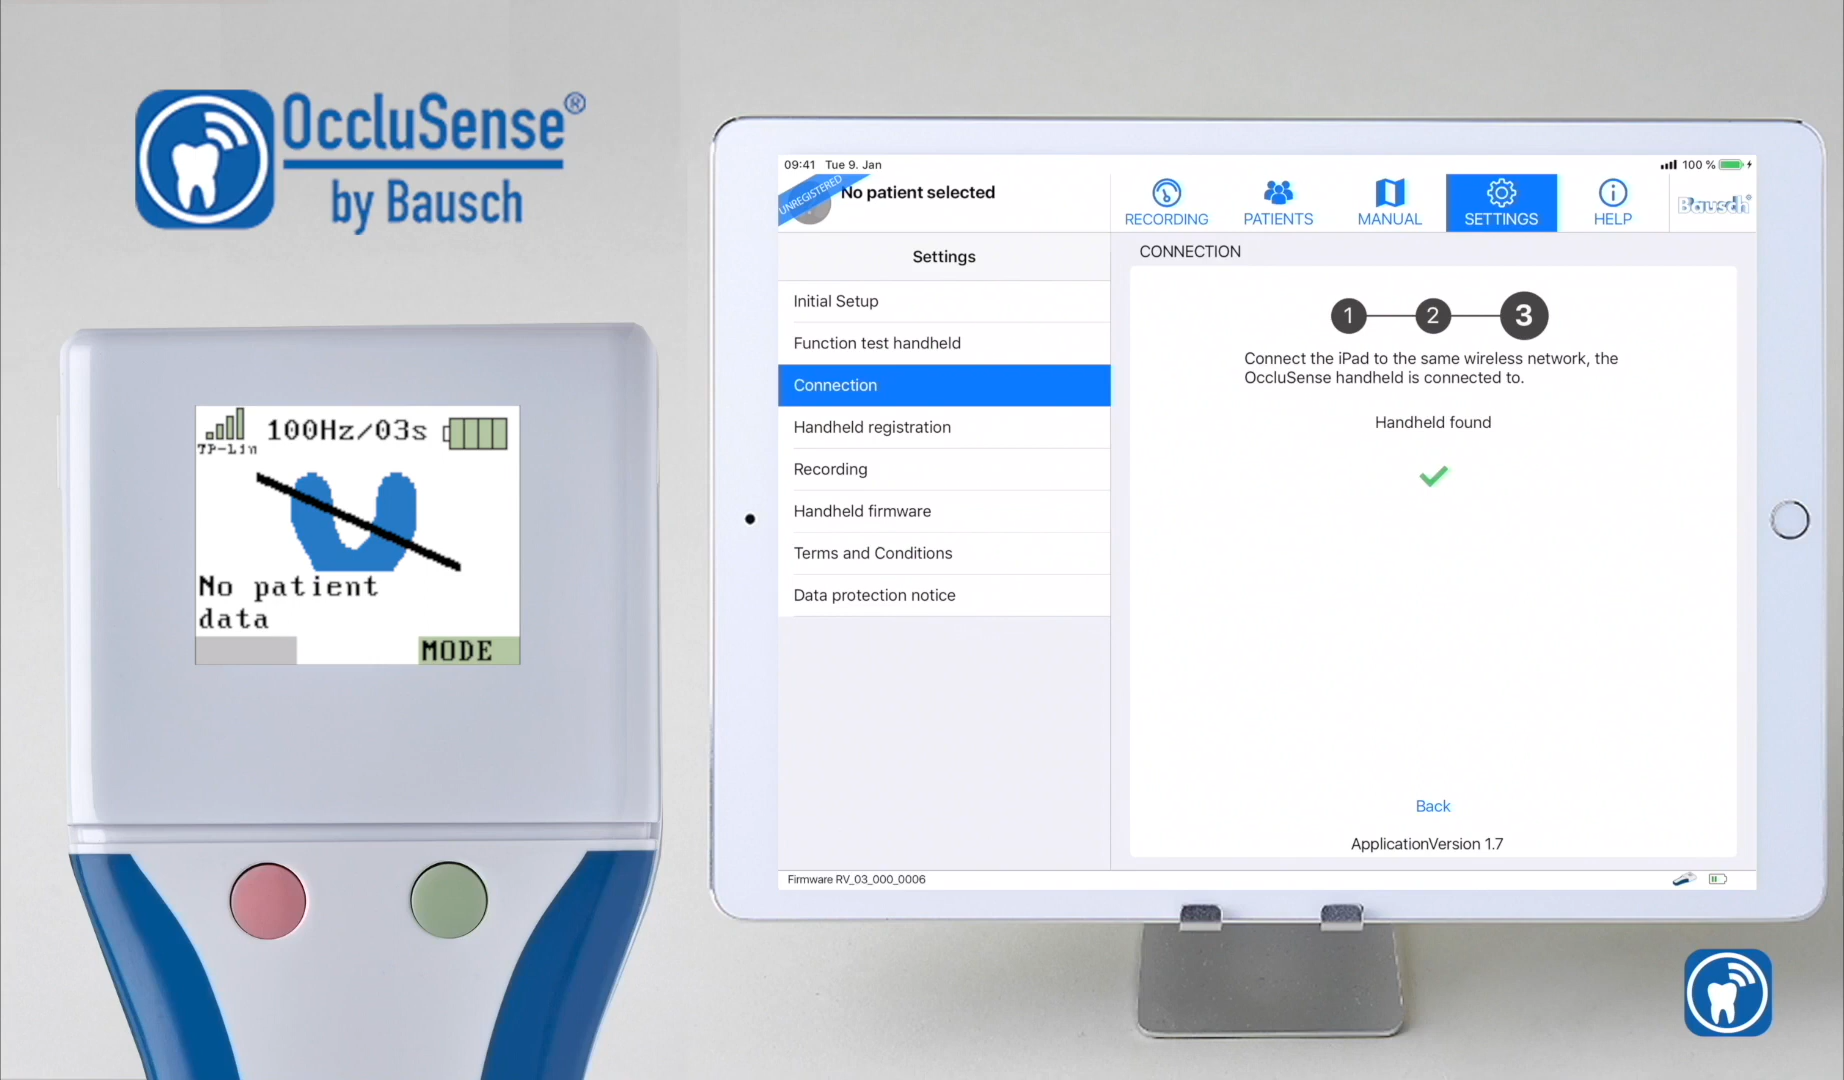 OccluSense®
by Bausch
100Hz/03s
No patient
data
MODE
09:41 Tue 9. Jan
100 %
UNREGISTERED
No patient selected
RECORDING
PATIENTS
MANUAL
SETTINGS
HELP
Bausch®
Settings
Initial Setup
Function test handheld
Connection
Handheld registration
Recording
Handheld firmware
Terms and Conditions
Data protection notice
CONNECTION
1 2 3
Connect the iPad to the same wireless network, the
OccluSense handheld is connected to.
Handheld found
Back
ApplicationVersion 1.7
Firmware RV_03_000_0006